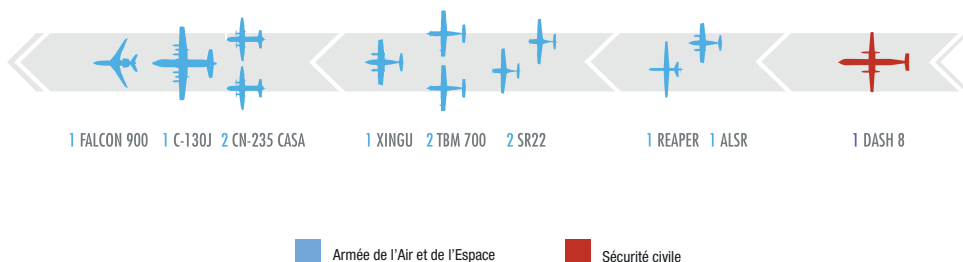 1 FALCON 900 1 C-130J 2 CN-235 CASA 1 XINGU 2 TBM 700 2 SR22 1 REAPER 1 ALSR 1 DASH 8
Armée de l'Air et de l'Espace Sécurité civile